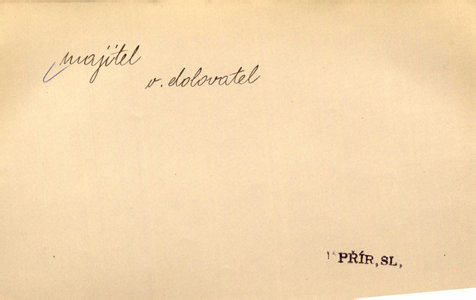 majitel
v. dolovatel
PŘÍR, SL,